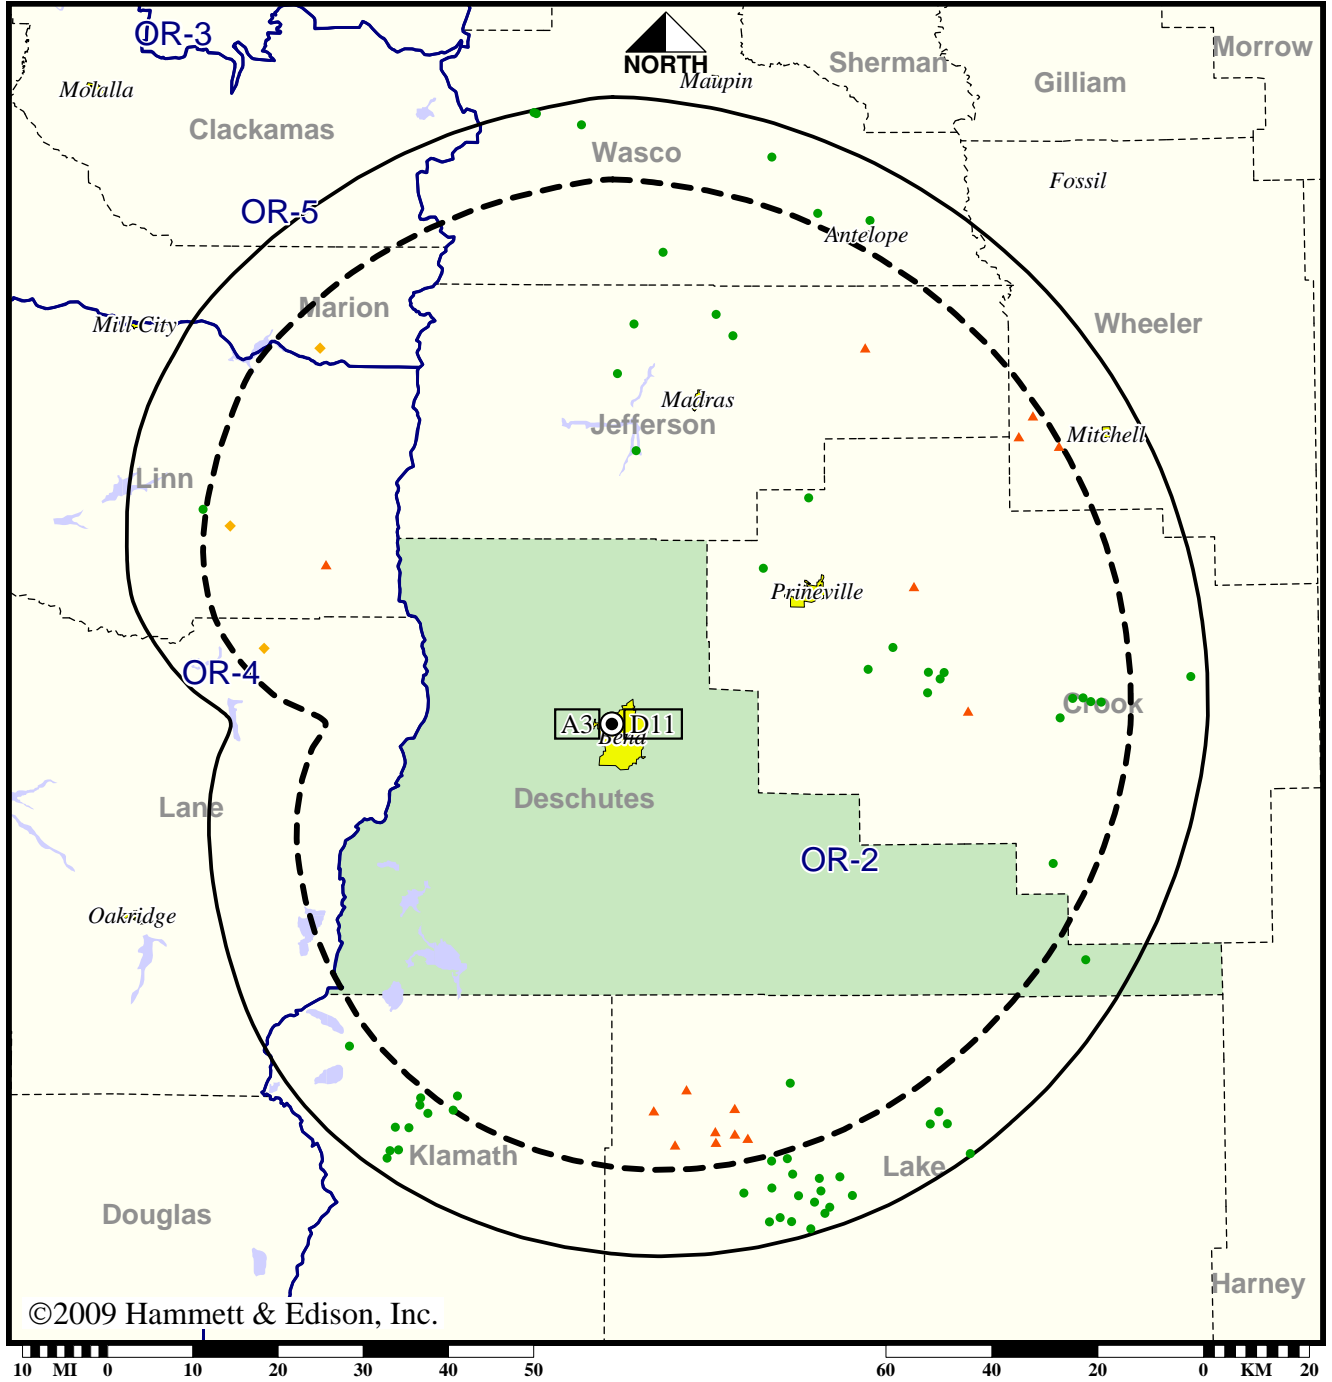 OR-3
Morrow
Sherman
NORTH
Maupin
Gilliam
Molalla
Clackamas
Wasco
Fossil
OR-5
Antelope
Marion
Mill City
Wheeler
Madras
Jefferson
Mitchell
Linn
Prineville
OR-4
Crook
A3
D11
Bend
Deschutes
Lane
OR-2
Oakridge
Klamath
Lake
Douglas
Harney
©2009 Hammett & Edison, Inc.
10 MI 0 10 20 30 40 50 60 40 20 0 KM 20